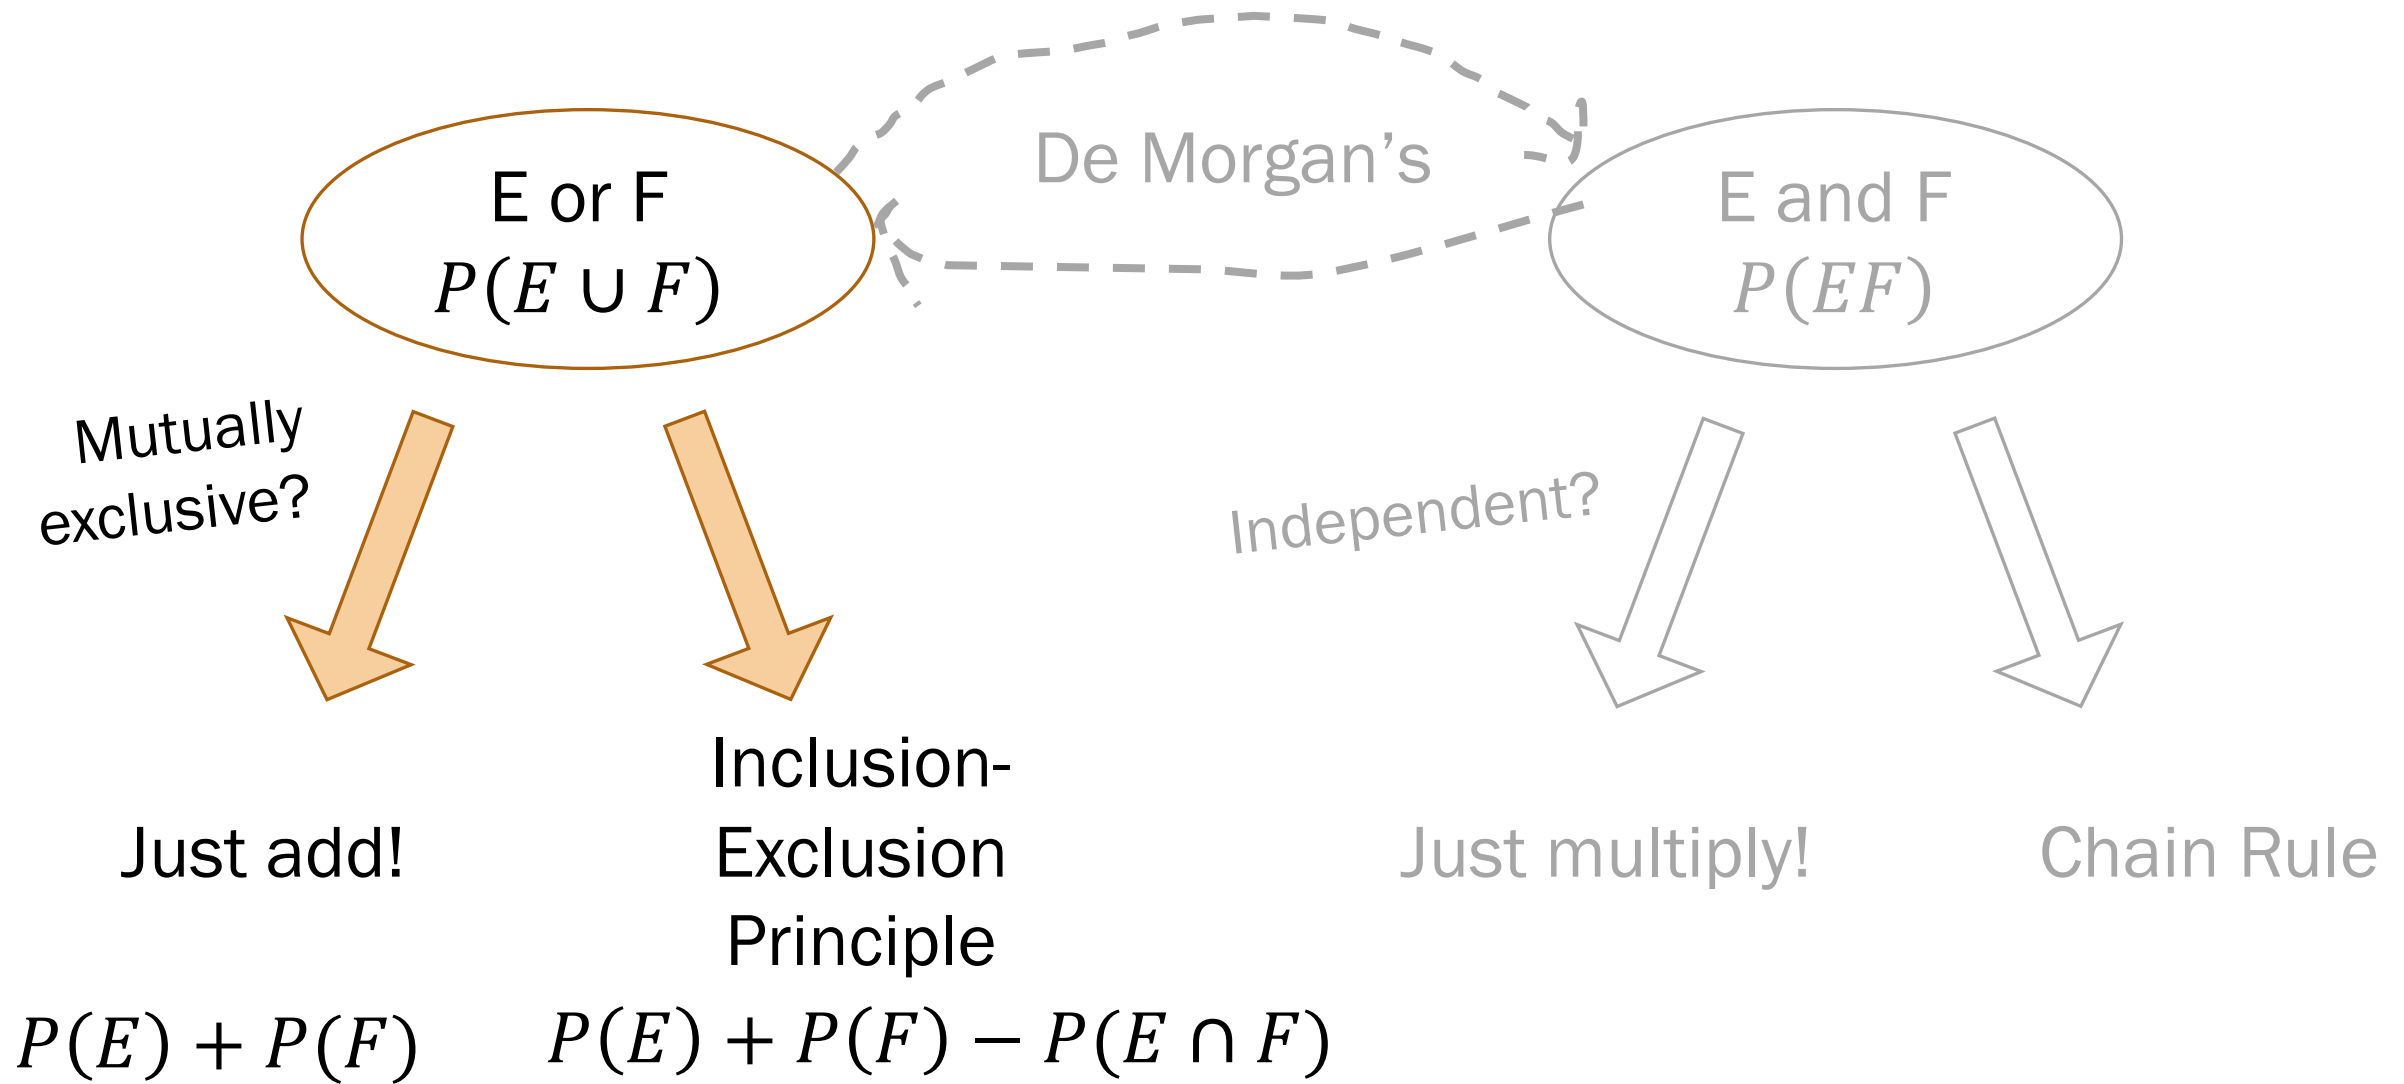 De Morgan's
E or F
P(E ∪ F)
E and F
P(EF)
Mutually
exclusive?
Independent?
Just add!
Inclusion-
Exclusion
Principle
Just multiply!
Chain Rule
P(E) + P(F)
P(E) + P(F) − P(E ∩ F)